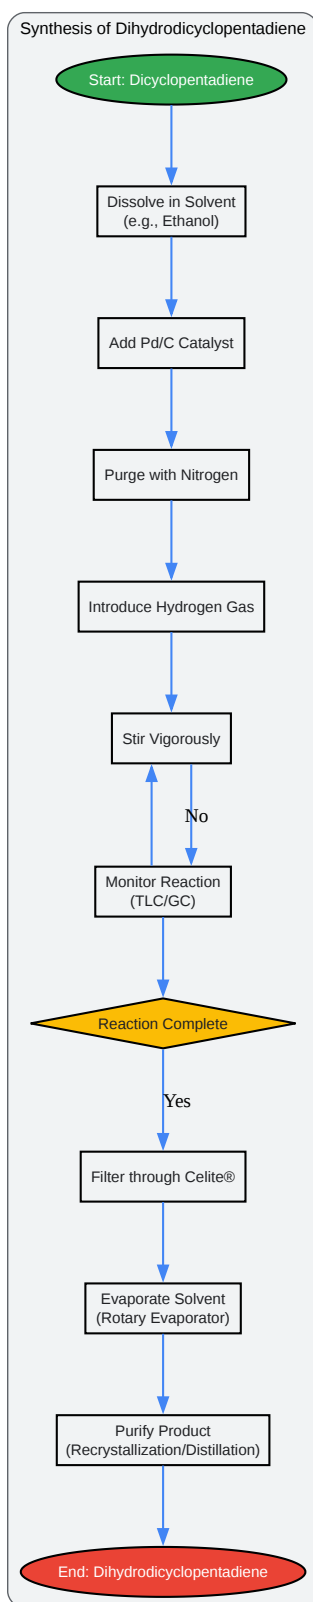 Synthesis of Dihydrodicyclopentadiene
Start: Dicyclopentadiene
Dissolve in Solvent
(e.g., Ethanol)
Add Pd/C Catalyst
Purge with Nitrogen
Introduce Hydrogen Gas
Stir Vigorously
No
Monitor Reaction
(TLC/GC)
Reaction Complete
Yes
Filter through Celite®
Evaporate Solvent
(Rotary Evaporator)
Purify Product
(Recrystallization/Distillation)
End: Dihydrodicyclopentadiene